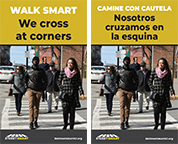 WALK SMART
We cross
at corners
CAMINE CON CAUTELA
Nosotros
cruzamos en
la esquina